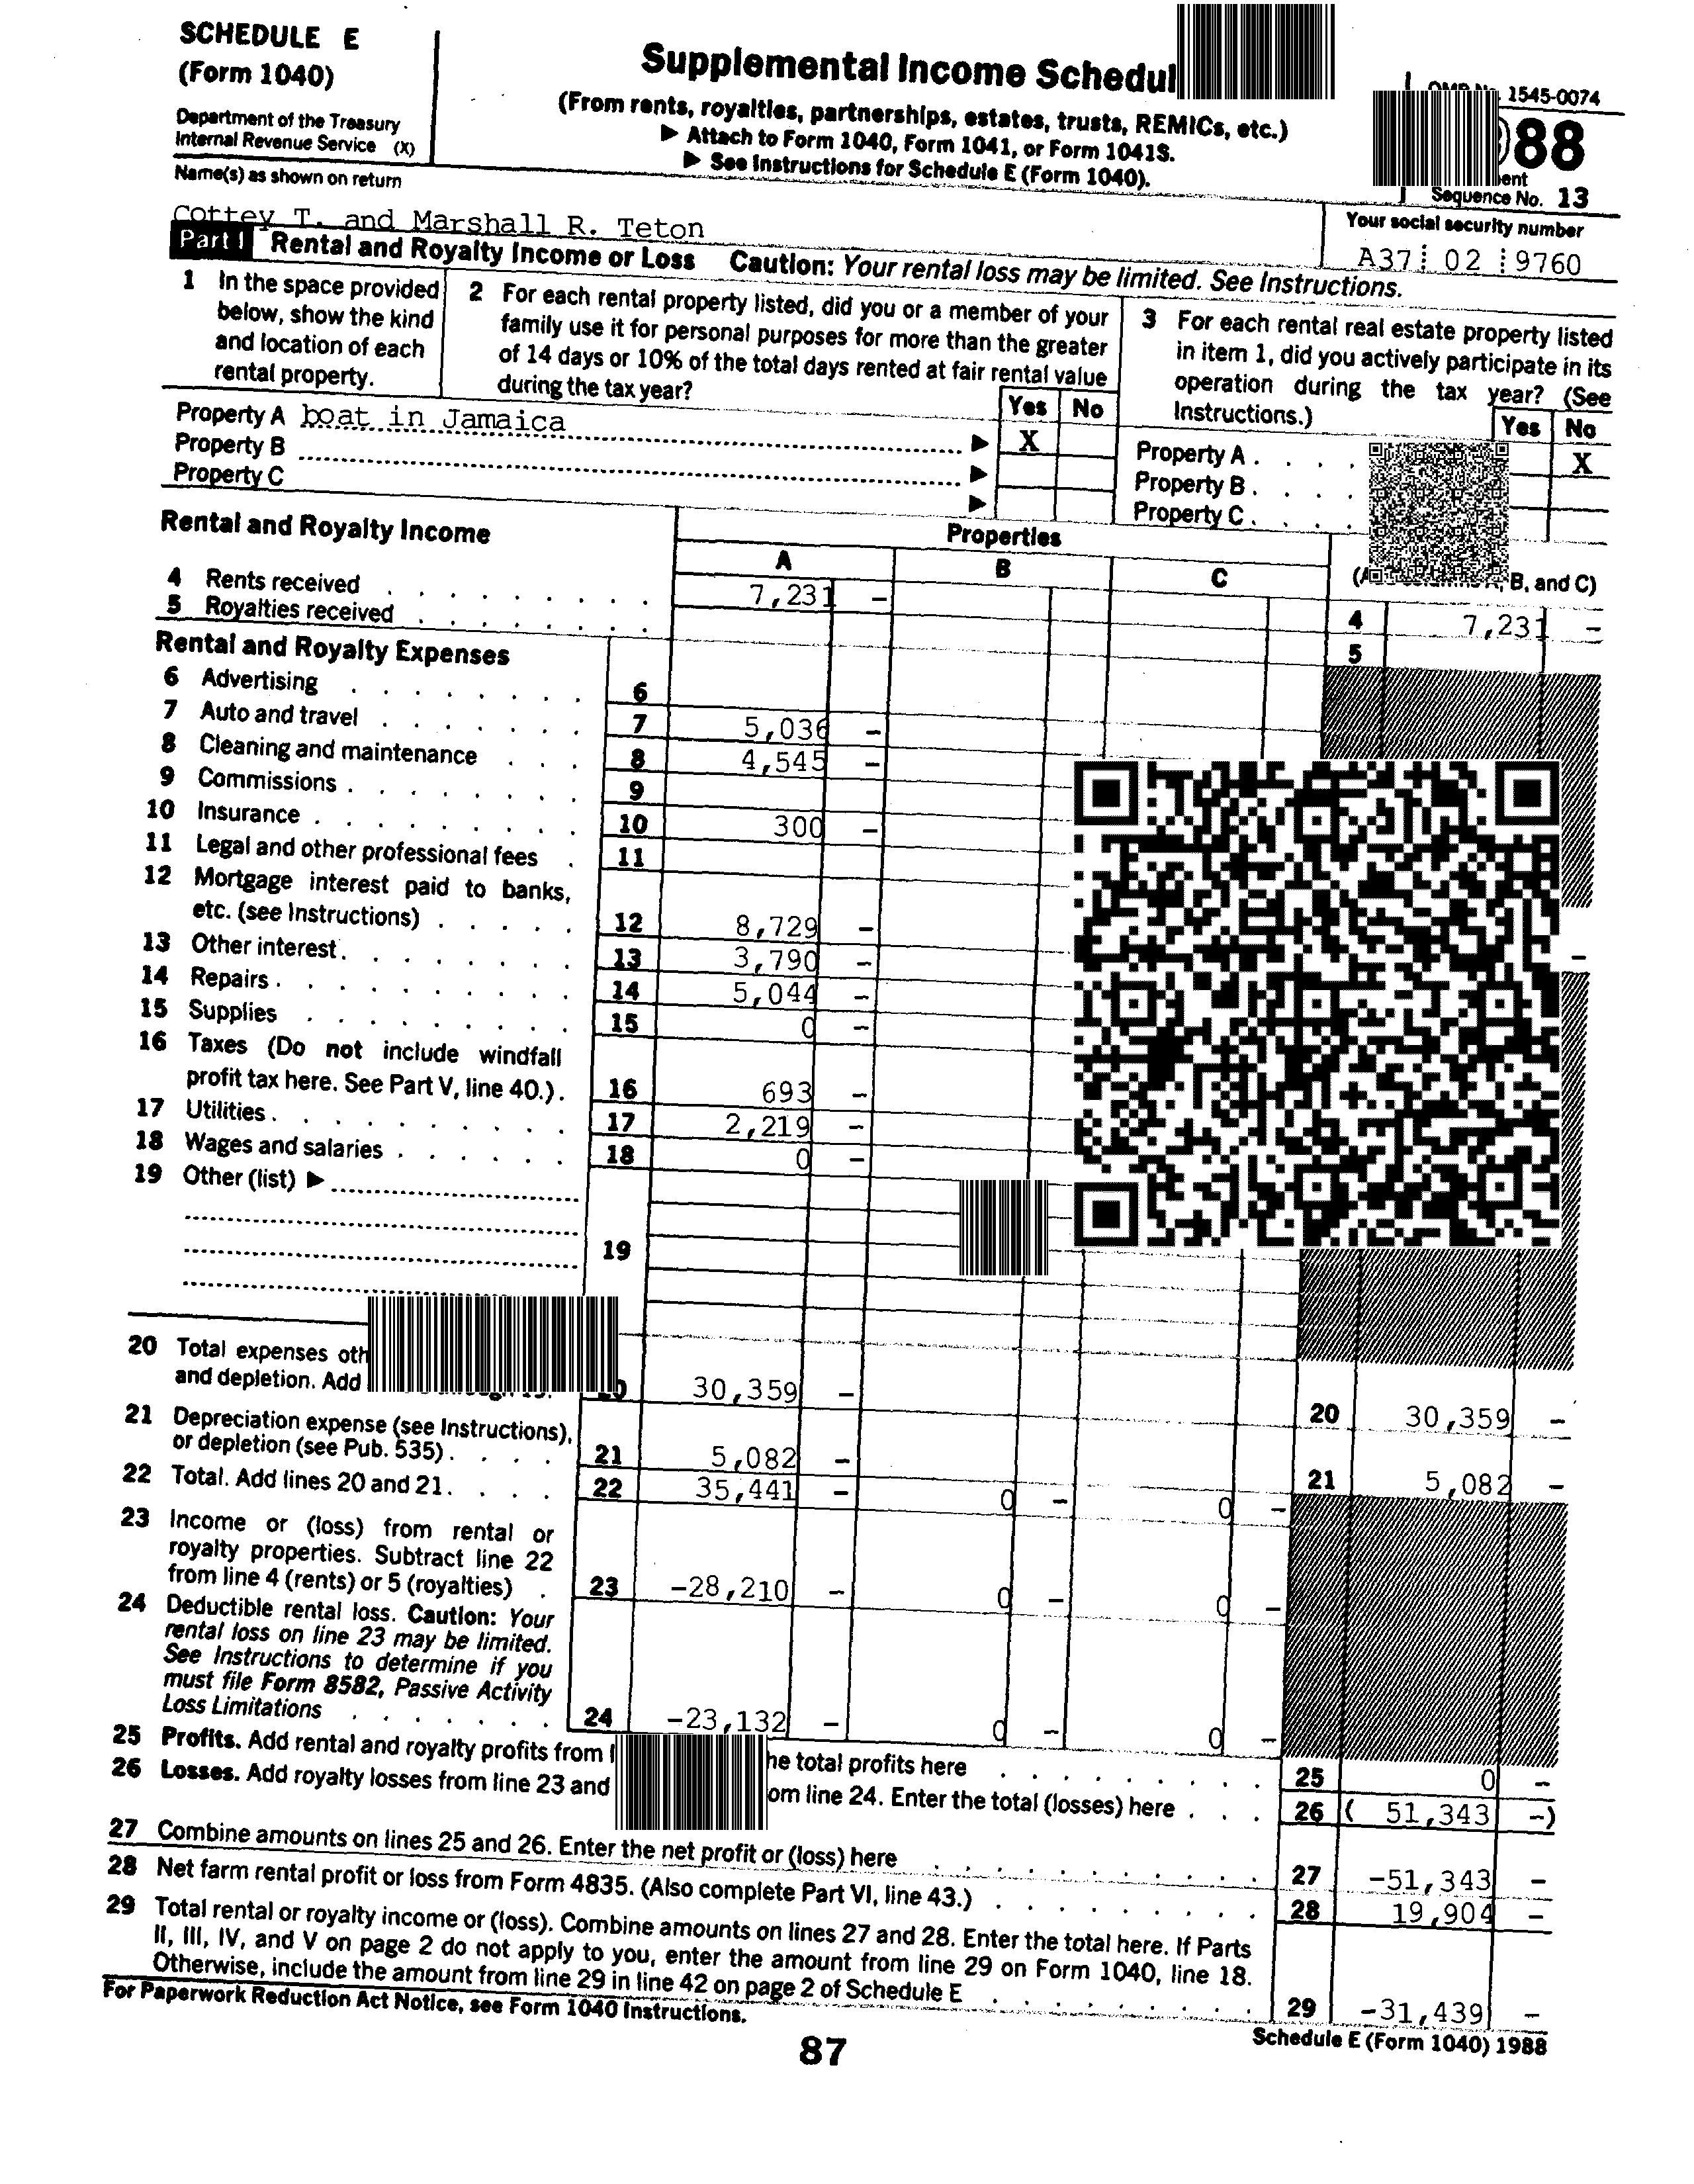 SCHEDULE E
(Form 1040)
Department of the Treasury
Internal Revenue Service (X)
Supplemental Income
(From rents, royalties, partnerships, estates, trusts, REMICs, etc.)
▶ Attach to Form 1040, Form 1041, or Form 1041S.
▶ See Instructions for Schedule E (Form 1040).
1545-0074
88
Sequence No. 13
Name(s) as shown on return
Cottey T. and Marshall R. Teton
Your social security number
A37 02 9760
Part I Rental and Royalty Income or Loss Caution: Your rental loss may be limited. See Instructions.
1 In the space provided below, show the kind and location of each rental property.
2 For each rental property listed, did you or a member of your family use it for personal purposes for more than the greater of 14 days or 10% of the total days rented at fair rental value during the tax year?
3 For each rental real estate property listed in item 1, did you actively participate in its operation during the tax year? (See Instructions.)
Yes No
Yes No
Property A boat in Jamaica ▶ X
Property B ▶
Property C ▶
Property A . . . . X
Property B . . . .
Property C . . . .
Rental and Royalty Income
Properties
A B C
B, and C)
4 Rents received 7,231 – 4 7,231 –
5 Royalties received 5
Rental and Royalty Expenses
6 Advertising 6
7 Auto and travel 7 5,036 –
8 Cleaning and maintenance 8 4,545 –
9 Commissions 9
10 Insurance 10 300 –
11 Legal and other professional fees 11
12 Mortgage interest paid to banks,
etc. (see Instructions) 12 8,729 – –
13 Other interest 13 3,790 –
14 Repairs 14 5,044 –
15 Supplies 15 0 –
16 Taxes (Do not include windfall
profit tax here. See Part V, line 40.) 16 693 –
17 Utilities 17 2,219 –
18 Wages and salaries 18 0 –
19 Other (list) ▶
19
20 Total expenses
and depletion. Add 30,359 – 20 30,359 –
21 Depreciation expense (see Instructions),
or depletion (see Pub. 535) 21 5,082 – 21 5,082 –
22 Total. Add lines 20 and 21 22 35,441 – 0 – 0 –
23 Income or (loss) from rental or
royalty properties. Subtract line 22
from line 4 (rents) or 5 (royalties) 23 -28,210 – 0 – 0 –
24 Deductible rental loss. Caution: Your
rental loss on line 23 may be limited.
See Instructions to determine if you
must file Form 8582, Passive Activity
Loss Limitations 24 -23,132 – 0 – 0 –
25 Profits. Add rental and royalty profits from the total profits here 25 0 –
26 Losses. Add royalty losses from line 23 and from line 24. Enter the total (losses) here 26 ( 51,343 –)
27 Combine amounts on lines 25 and 26. Enter the net profit or (loss) here 27 -51,343 –
28 Net farm rental profit or loss from Form 4835. (Also complete Part VI, line 43.) 28 19,904 –
29 Total rental or royalty income or (loss). Combine amounts on lines 27 and 28. Enter the total here. If Parts
II, III, IV, and V on page 2 do not apply to you, enter the amount from line 29 on Form 1040, line 18.
Otherwise, include the amount from line 29 in line 42 on page 2 of Schedule E 29 -31,439 –
For Paperwork Reduction Act Notice, see Form 1040 Instructions.
Schedule E (Form 1040) 1988
87